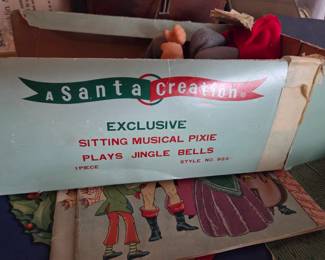 A Santa Creation
EXCLUSIVE
SITTING MUSICAL PIXIE
PLAYS JINGLE BELLS
1 PIECE STYLE NO.